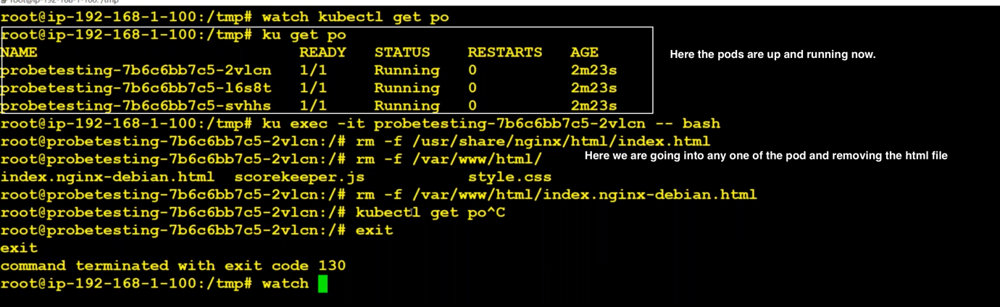 root@ip-192-168-1-100: /tmp
root@ip-192-168-1-100:/tmp# watch kubectl get po
root@ip-192-168-1-100:/tmp# ku get po
NAME READY STATUS RESTARTS AGE
Here the pods are up and running now.
probetesting-7b6c6bb7c5-2vlcn 1/1 Running 0 2m23s
probetesting-7b6c6bb7c5-l6s8t 1/1 Running 0 2m23s
probetesting-7b6c6bb7c5-svhhs 1/1 Running 0 2m23s
root@ip-192-168-1-100:/tmp# ku exec -it probetesting-7b6c6bb7c5-2vlcn -- bash
root@probetesting-7b6c6bb7c5-2vlcn:/# rm -f /usr/share/nginx/html/index.html
Here we are going into any one of the pod and removing the html file
root@probetesting-7b6c6bb7c5-2vlcn:/# rm -f /var/www/html/
index.nginx-debian.html scorekeeper.js style.css
root@probetesting-7b6c6bb7c5-2vlcn:/# rm -f /var/www/html/index.nginx-debian.html
root@probetesting-7b6c6bb7c5-2vlcn:/# kubectl get po^C
root@probetesting-7b6c6bb7c5-2vlcn:/# exit
exit
command terminated with exit code 130
root@ip-192-168-1-100:/tmp# watch